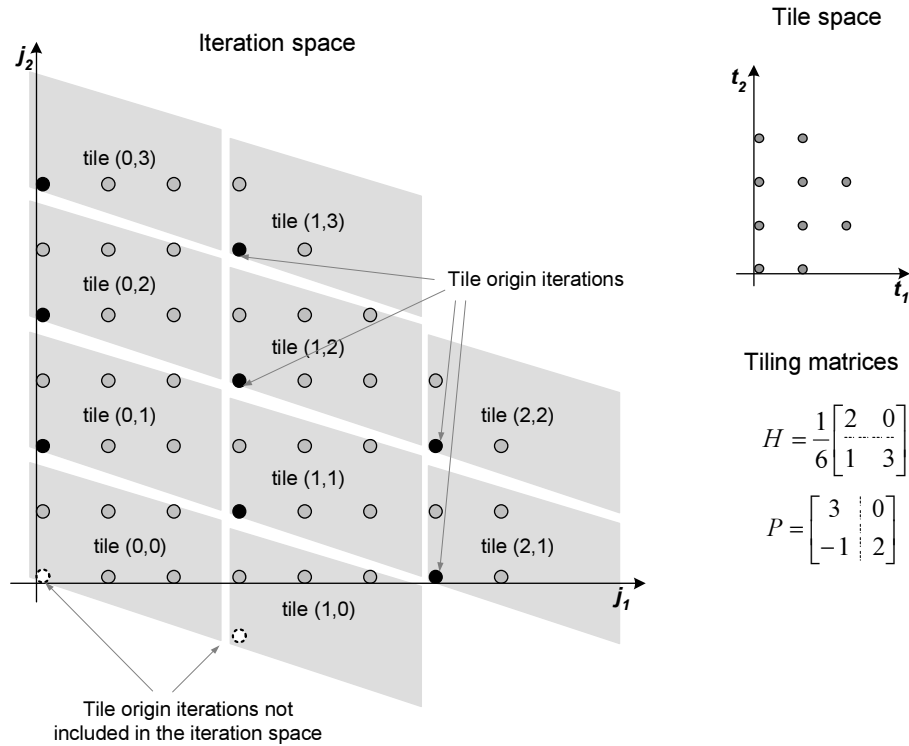 Iteration space
j2
tile (0,3)
tile (1,3)
Tile origin iterations
tile (0,2)
tile (1,2)
tile (0,1)
tile (2,2)
tile (1,1)
tile (0,0)
tile (2,1)
tile (1,0)
j1
Tile origin iterations not
included in the iteration space
Tile space
t2
t1
Tiling matrices
H = 1/6 [2 0
1 3]
P = [3 0
−1 2]